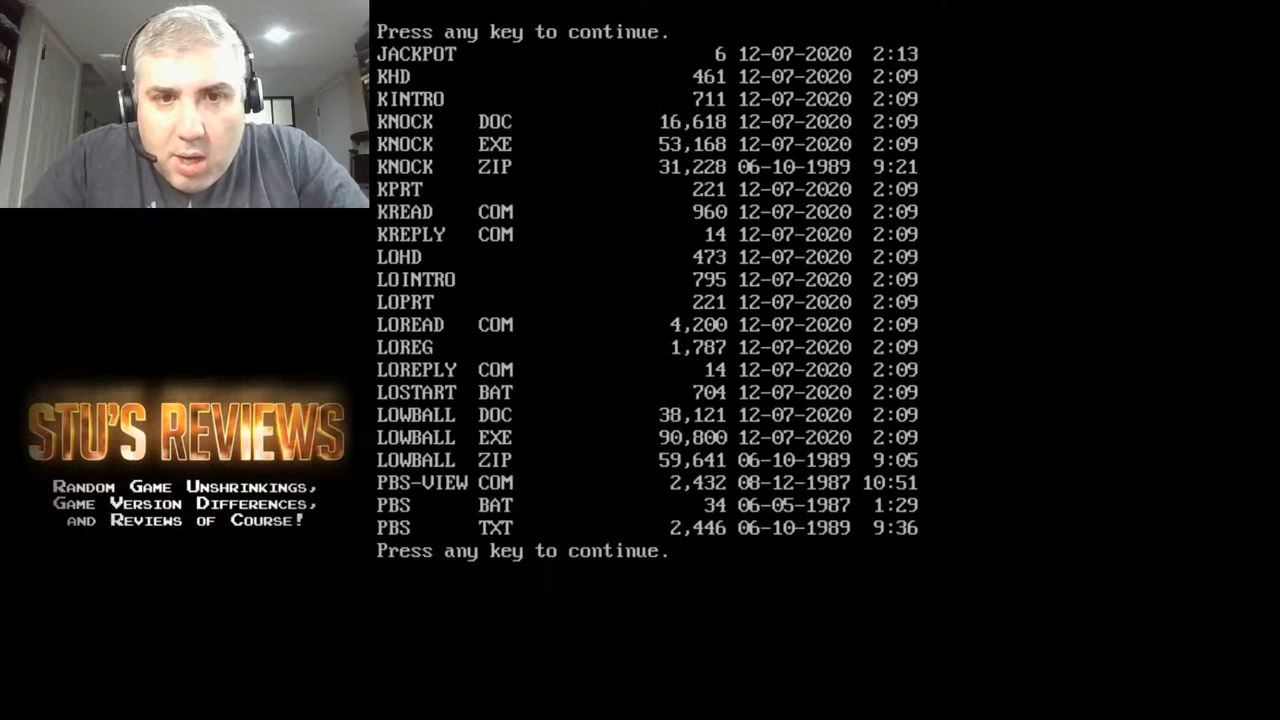 Press any key to continue.
JACKPOT 6 12-07-2020 2:13
KHD 461 12-07-2020 2:09
KINTRO 711 12-07-2020 2:09
KNOCK DOC 16,618 12-07-2020 2:09
KNOCK EXE 53,168 12-07-2020 2:09
KNOCK ZIP 31,228 06-10-1989 9:21
KPRT 221 12-07-2020 2:09
KREAD COM 960 12-07-2020 2:09
KREPLY COM 14 12-07-2020 2:09
LOHD 473 12-07-2020 2:09
LOINTRO 795 12-07-2020 2:09
LOPRT 221 12-07-2020 2:09
LOREAD COM 4,200 12-07-2020 2:09
LOREG 1,787 12-07-2020 2:09
LOREPLY COM 14 12-07-2020 2:09
LOSTART BAT 704 12-07-2020 2:09
LOWBALL DOC 38,121 12-07-2020 2:09
LOWBALL EXE 90,800 12-07-2020 2:09
LOWBALL ZIP 59,641 06-10-1989 9:05
PBS-VIEW COM 2,432 08-12-1987 10:51
PBS BAT 34 06-05-1987 1:29
PBS TXT 2,446 06-10-1989 9:36
Press any key to continue.
STU'S REVIEWS
RANDOM GAME UNSHRINKINGS,
GAME VERSION DIFFERENCES,
AND REVIEWS OF COURSE!